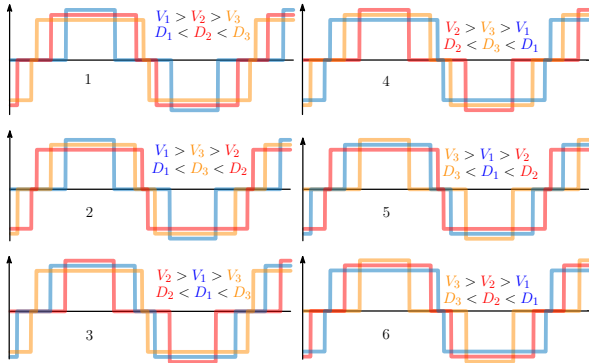 V₁ > V₂ > V₃
D₁ < D₂ < D₃
1
V₂ > V₃ > V₁
D₂ < D₃ < D₁
4
V₁ > V₃ > V₂
D₁ < D₃ < D₂
2
V₃ > V₁ > V₂
D₃ < D₁ < D₂
5
V₂ > V₁ > V₃
D₂ < D₁ < D₃
3
V₃ > V₂ > V₁
D₃ < D₂ < D₁
6